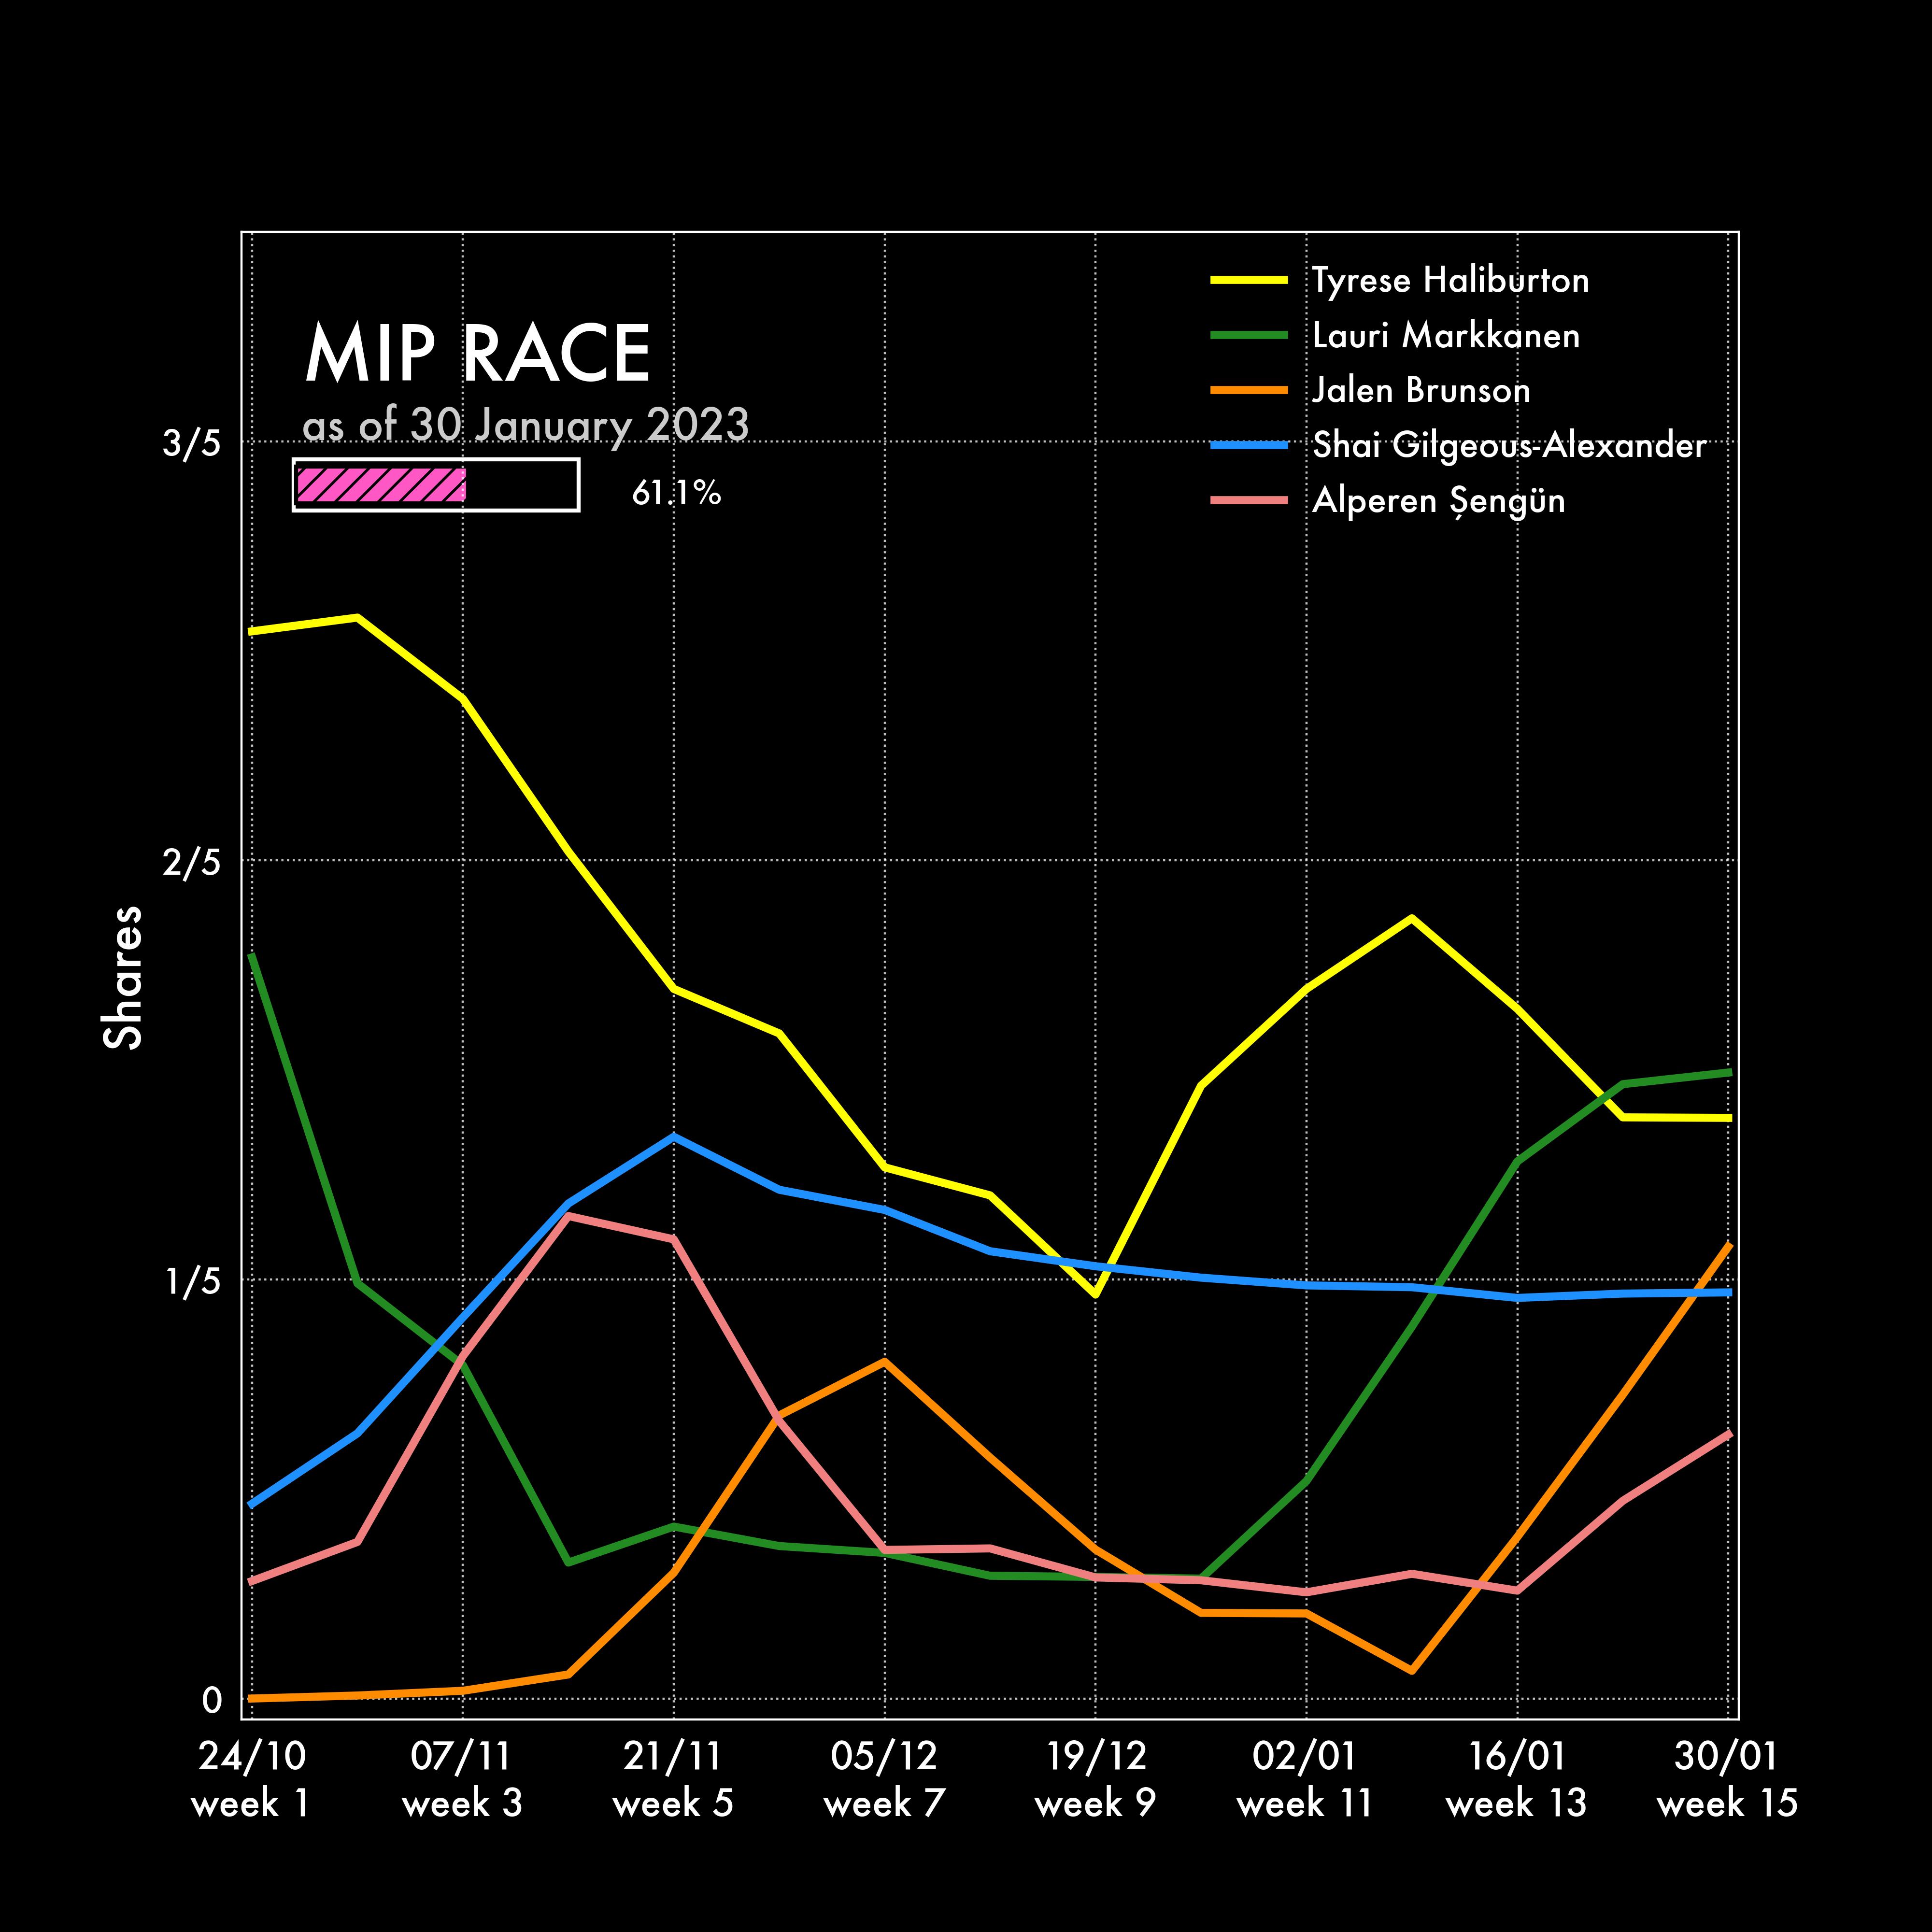 MIP RACE
as of 30 January 2023
61.1%
Tyrese Haliburton
Lauri Markkanen
Jalen Brunson
Shai Gilgeous-Alexander
Alperen Şengün
Shares
3/5
2/5
1/5
0
24/10 07/11 21/11 05/12 19/12 02/01 16/01 30/01
week 1 week 3 week 5 week 7 week 9 week 11 week 13 week 15